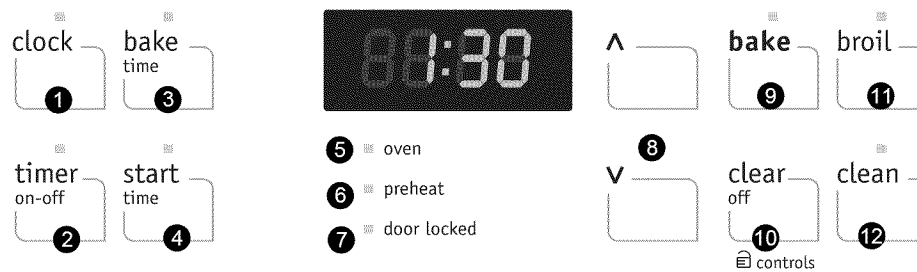 clock
1
bake
time
3
1:30
5 oven
6 preheat
7 door locked
timer
on-off
2
start
time
4
∧
∨
8
bake
9
broil
11
clear
off
10
controls
clean
12